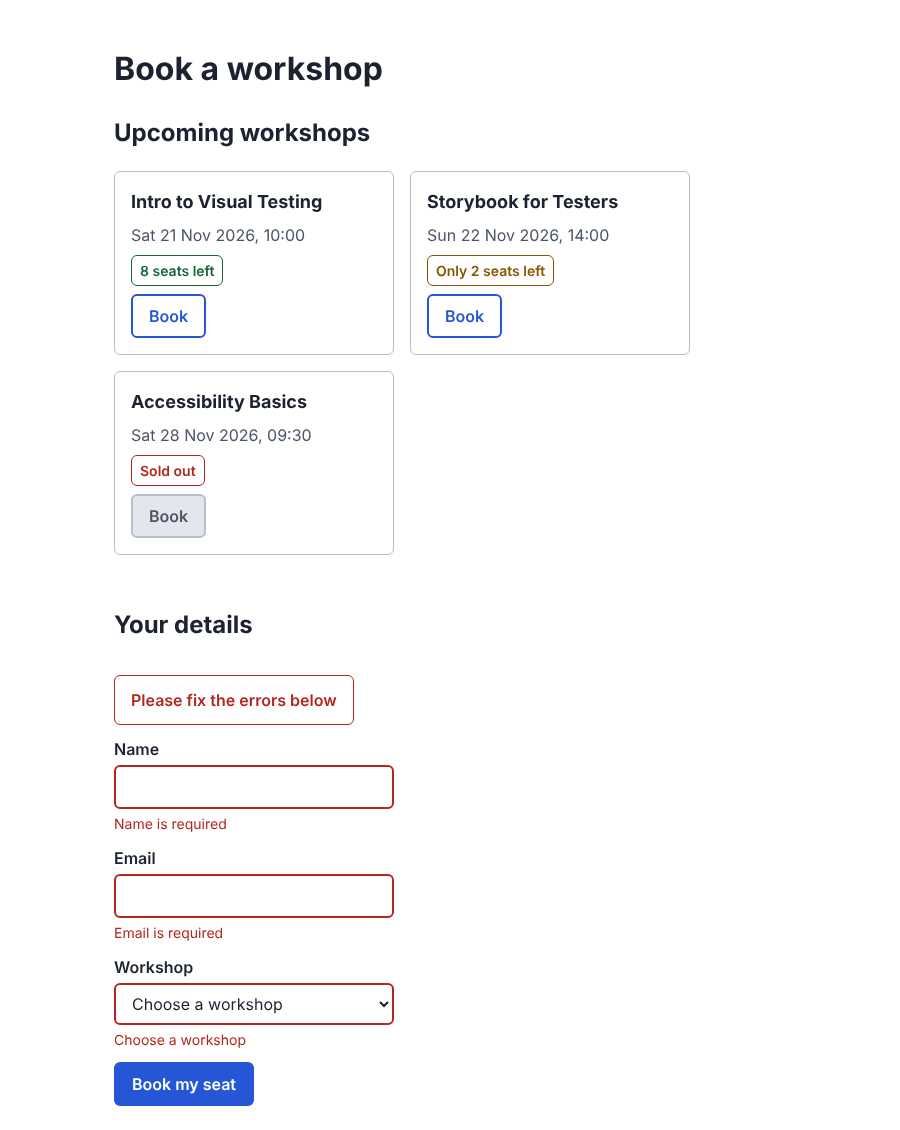 Book a workshop
Upcoming workshops
Intro to Visual Testing
Sat 21 Nov 2026, 10:00
8 seats left
Book
Storybook for Testers
Sun 22 Nov 2026, 14:00
Only 2 seats left
Book
Accessibility Basics
Sat 28 Nov 2026, 09:30
Sold out
Book
Your details
Please fix the errors below
Name
Name is required
Email
Email is required
Workshop
Choose a workshop
Choose a workshop
Book my seat